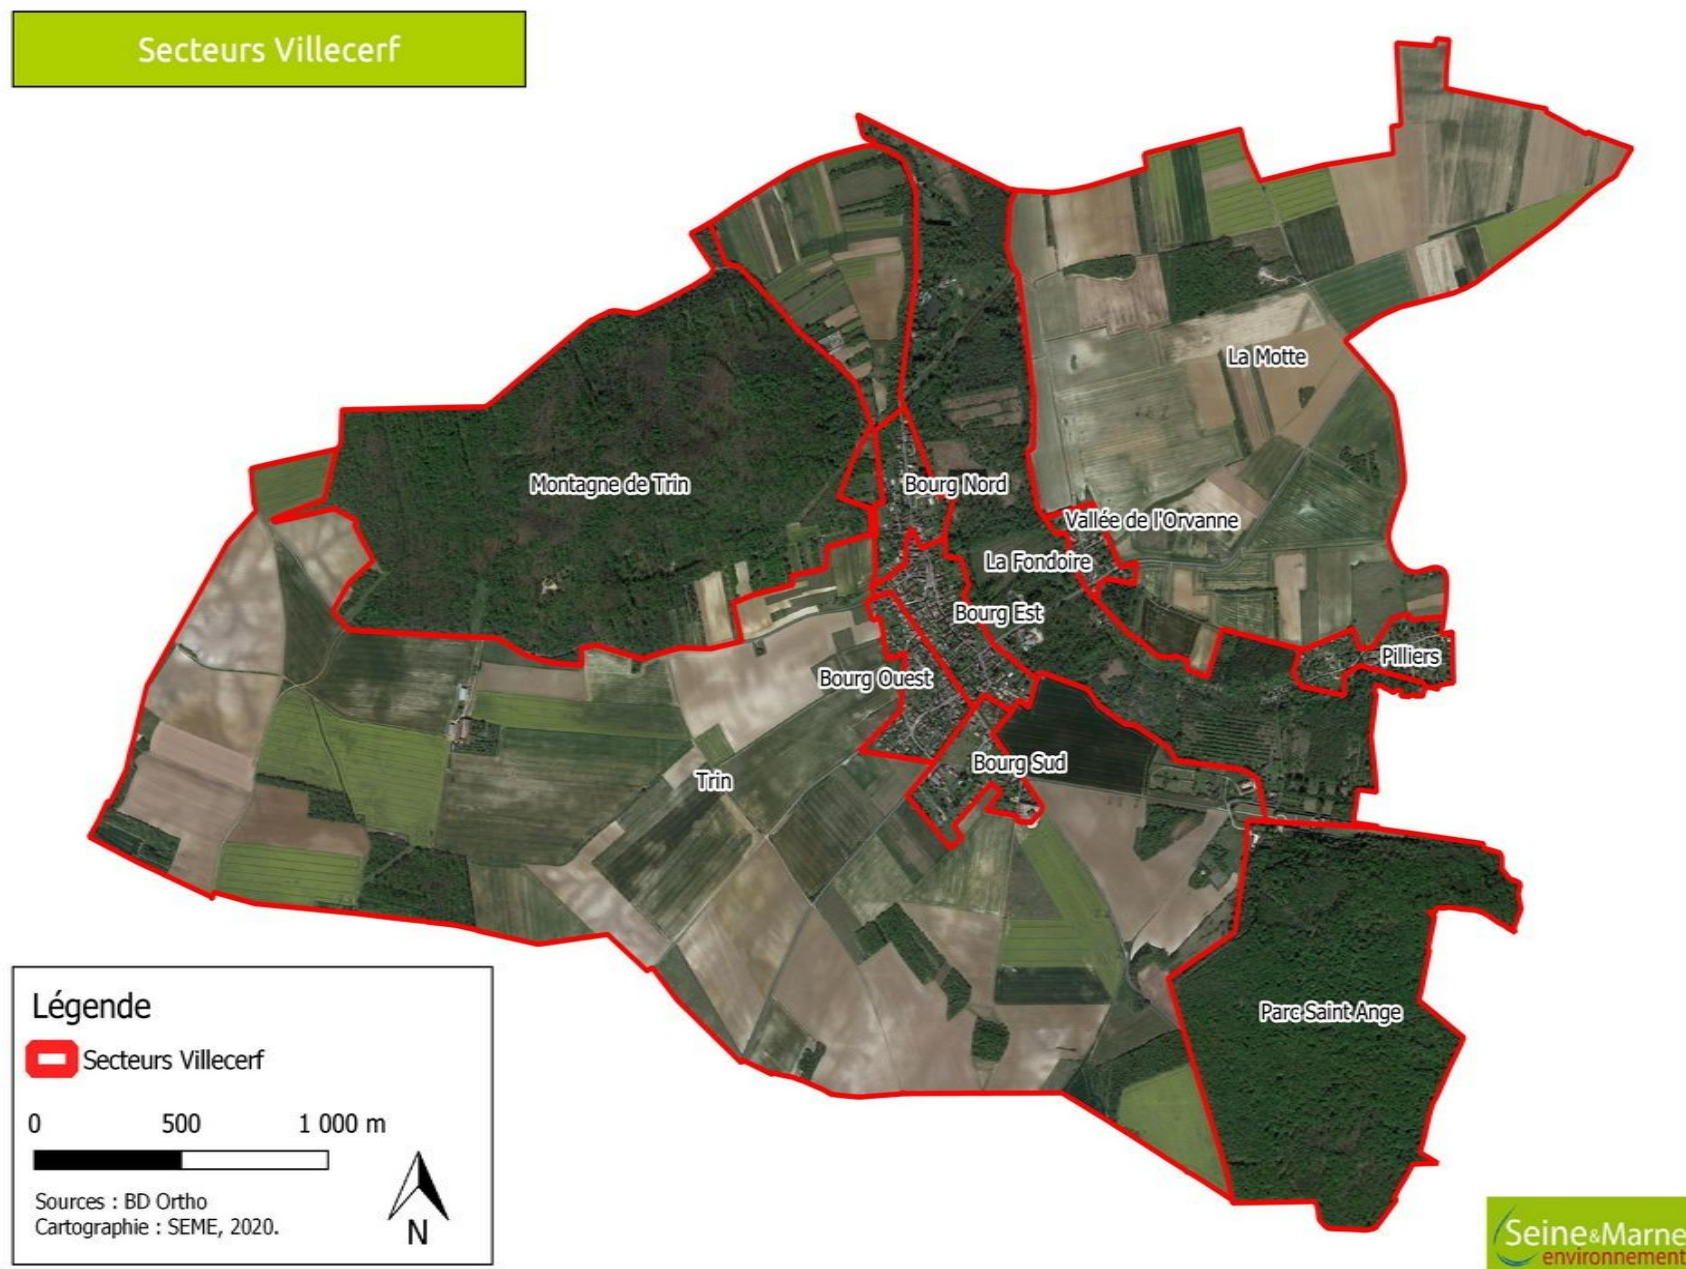 Secteurs Villecerf
La Motte
Montagne de Trin
Bourg Nord
Vallée de l'Orvanne
La Fondoire
Bourg Est
Pilliers
Bourg Ouest
Bourg Sud
Trin
Parc Saint Ange
Légende
Secteurs Villecerf
0 500 1 000 m
Sources : BD Ortho
Cartographie : SEME, 2020.
N
Seine&Marne
environnement